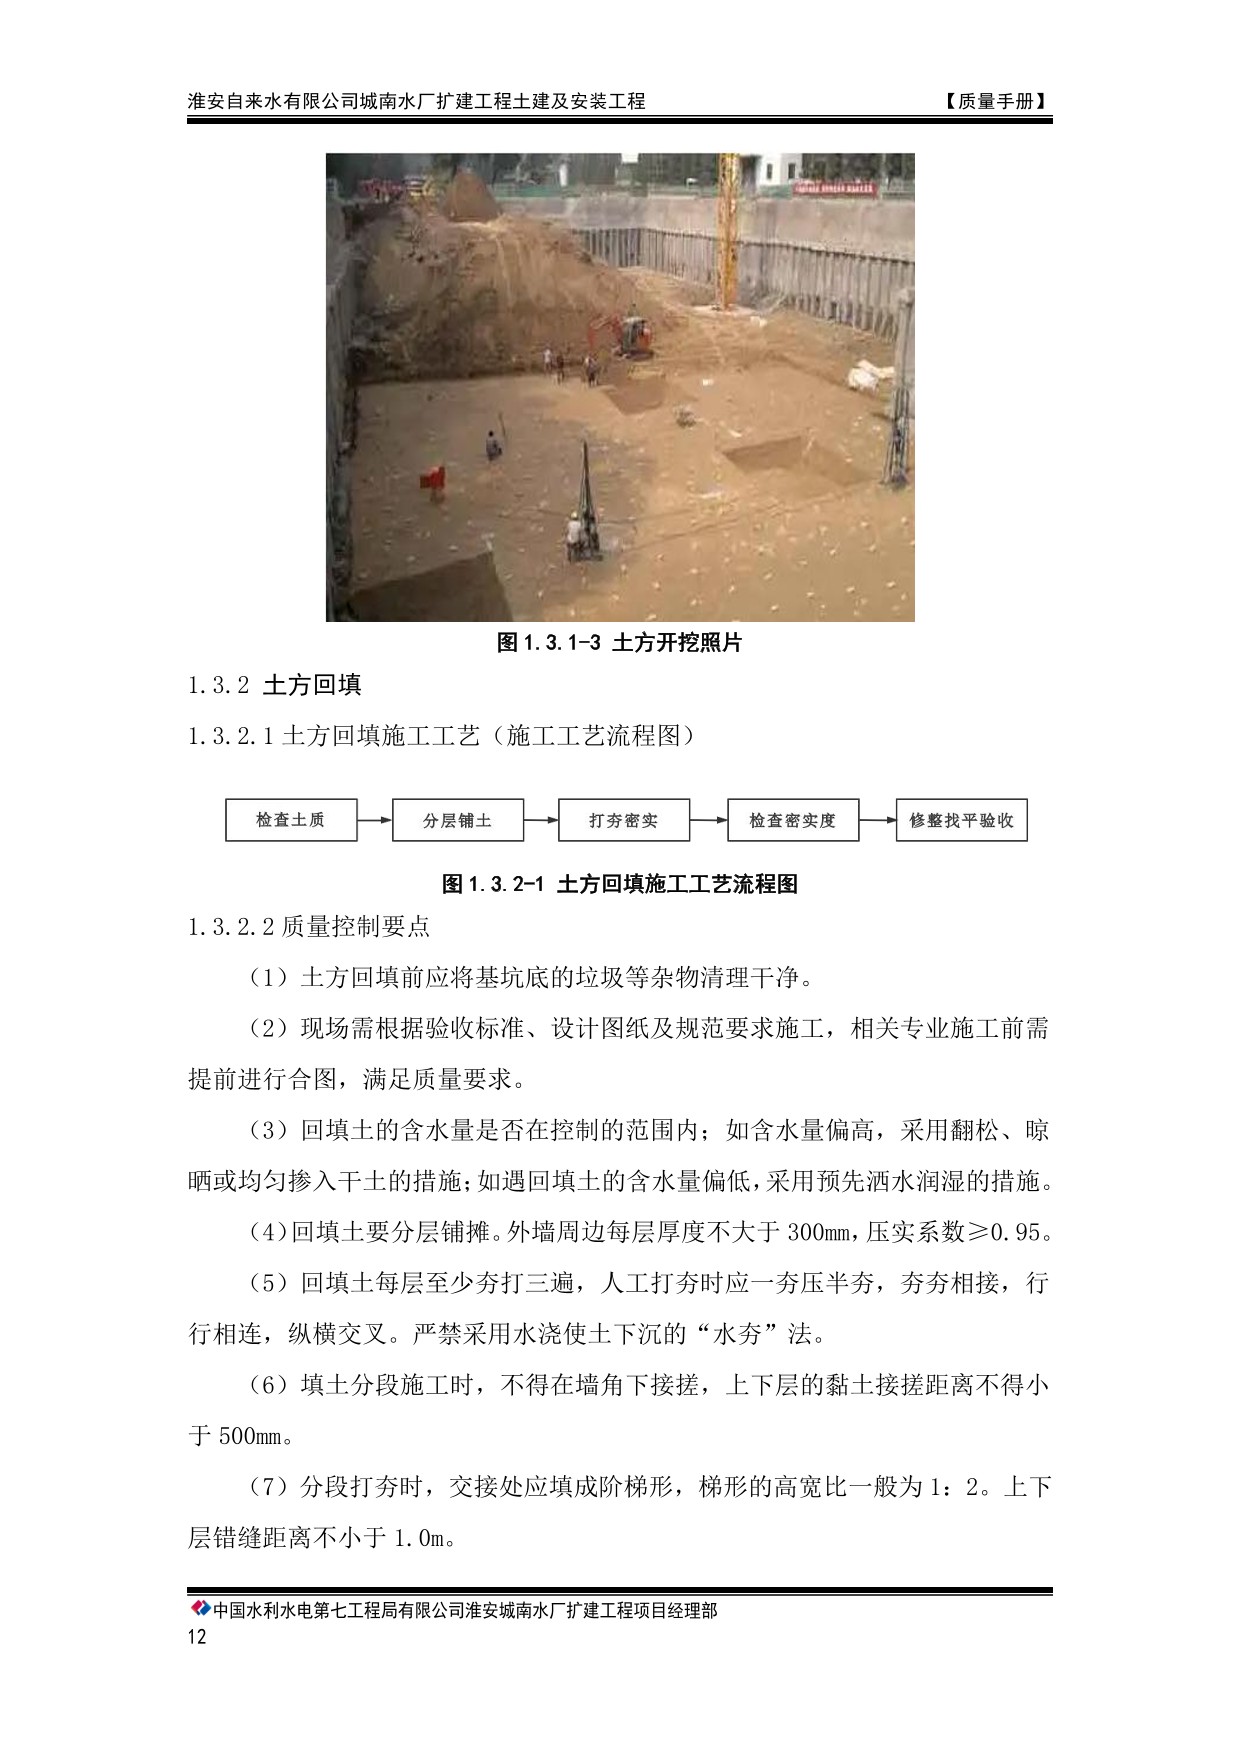 淮安自来水有限公司城南水厂扩建工程土建及安装工程 【质量手册】
图1.3.1-3 土方开挖照片
1.3.2 土方回填
1.3.2.1土方回填施工工艺（施工工艺流程图）
检查土质 分层铺土 打夯密实 检查密实度 修整找平验收
图1.3.2-1 土方回填施工工艺流程图
1.3.2.2质量控制要点
（1）土方回填前应将基坑底的垃圾等杂物清理干净。
（2）现场需根据验收标准、设计图纸及规范要求施工，相关专业施工前需
提前进行合图，满足质量要求。
（3）回填土的含水量是否在控制的范围内；如含水量偏高，采用翻松、晾
晒或均匀掺入干土的措施；如遇回填土的含水量偏低，采用预先洒水润湿的措施。
（4）回填土要分层铺摊。外墙周边每层厚度不大于300mm，压实系数≥0.95。
（5）回填土每层至少夯打三遍，人工打夯时应一夯压半夯，夯夯相接，行
行相连，纵横交叉。严禁采用水浇使土下沉的“水夯”法。
（6）填土分段施工时，不得在墙角下接搓，上下层的黏土接搓距离不得小
于500mm。
（7）分段打夯时，交接处应填成阶梯形，梯形的高宽比一般为1：2。上下
层错缝距离不小于1.0m。
中国水利水电第七工程局有限公司淮安城南水厂扩建工程项目经理部
12